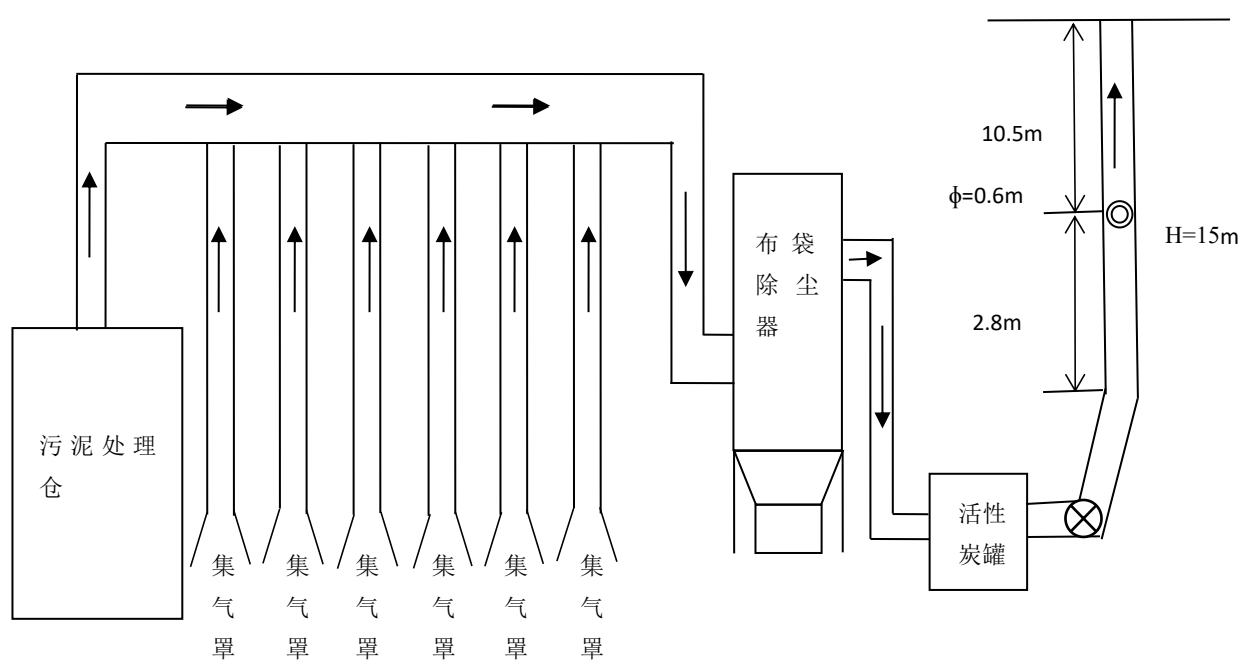 10.5m
ϕ=0.6m
H=15m
2.8m
布袋
除尘
器
污泥处理
仓
活性
炭罐
集
气
罩
集
气
罩
集
气
罩
集
气
罩
集
气
罩
集
气
罩